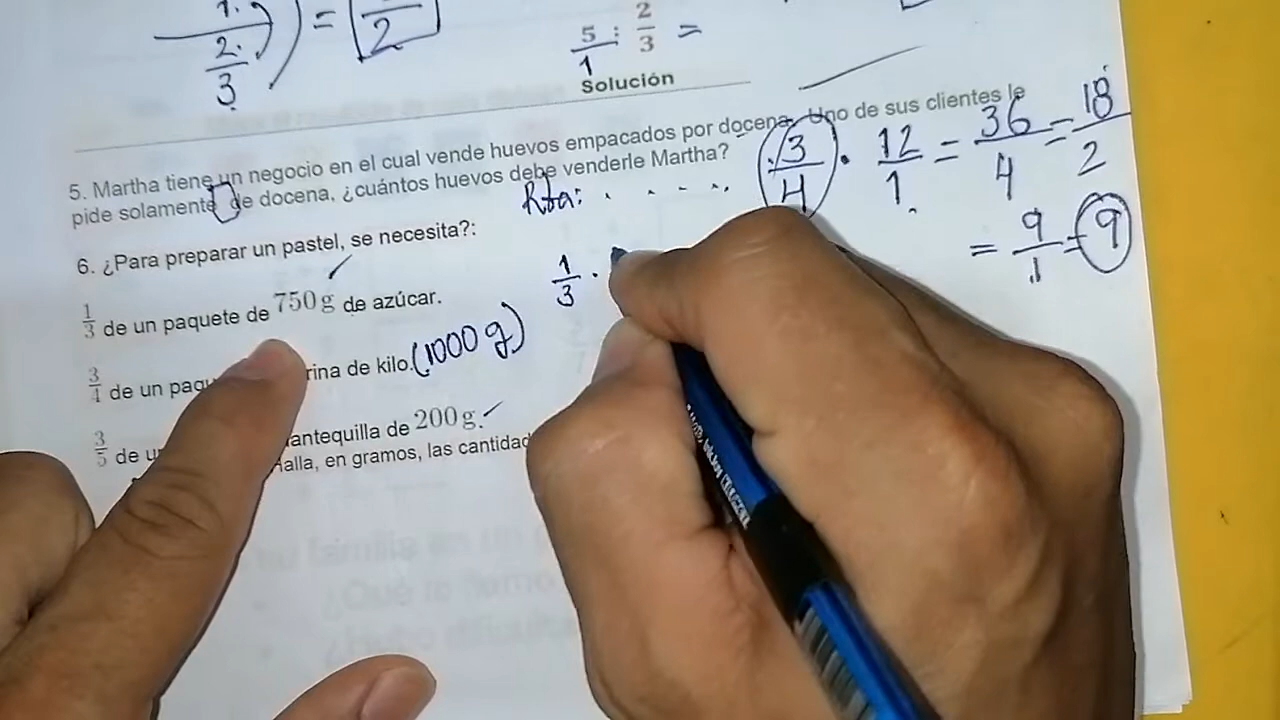 1.
2.
3
) = 2
5/1 : 2/3 =
Solución
5. Martha tiene un negocio en el cual vende huevos empacados por docena. Uno de sus clientes le
pide solamente de docena, ¿cuántos huevos debe venderle Martha?
3/4 . 12/1 = 36/4 = 18/2
= 9/1 = 9
Rta: . . . . .
6. ¿Para preparar un pastel, se necesita?:
1/3 de un paquete de 750 g de azúcar.
1/3 .
3/4 de un rina de kilo. (1000 g)
3/5 de antequilla de 200 g.
alla, en gramos, las cantidad